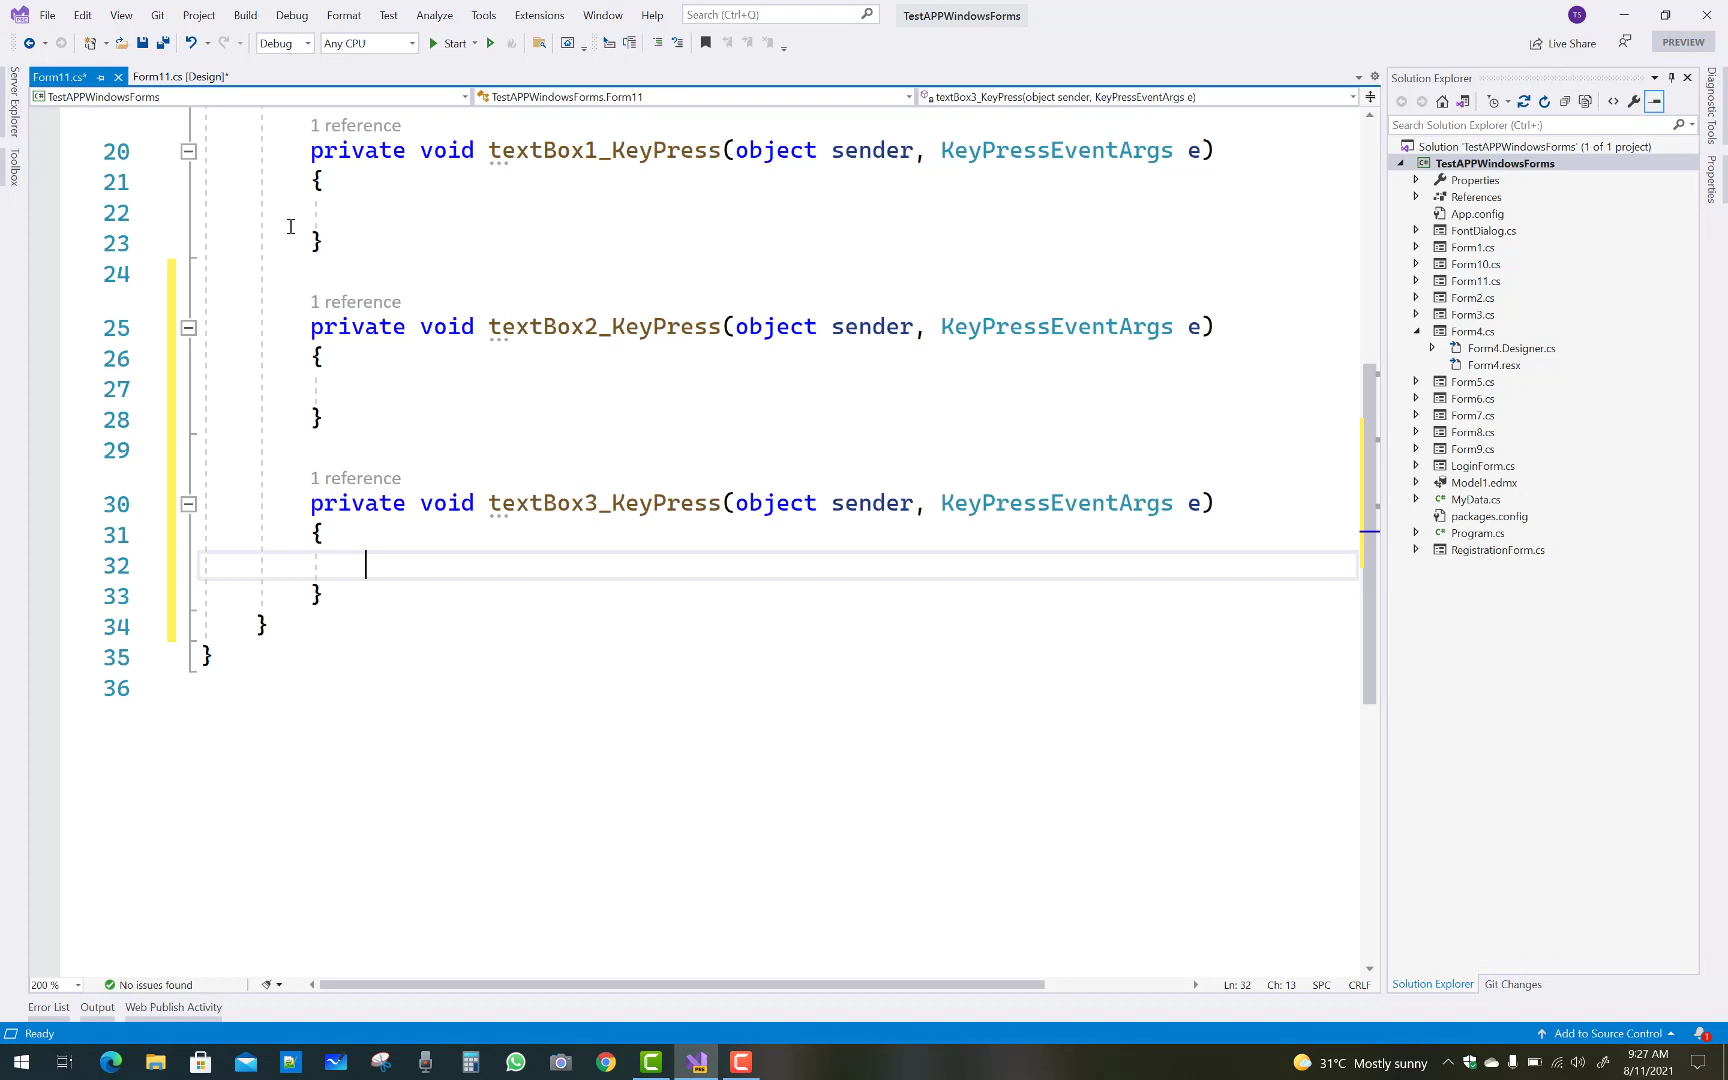 File Edit View Git Project Build Debug Format Test Analyze Tools Extensions Window Help Search (Ctrl+Q) TestAPPWindowsForms TS
Debug Any CPU Start Live Share PREVIEW
Form11.cs* Form11.cs [Design]*
TestAPPWindowsForms TestAPPWindowsForms.Form11 textBox3_KeyPress(object sender, KeyPressEventArgs e)
Server Explorer
Toolbox
1 reference
20 private void textBox1_KeyPress(object sender, KeyPressEventArgs e)
21 {
22
23 }
24
1 reference
25 private void textBox2_KeyPress(object sender, KeyPressEventArgs e)
26 {
27
28 }
29
1 reference
30 private void textBox3_KeyPress(object sender, KeyPressEventArgs e)
31 {
32
33 }
34 }
35 }
36
200 % No issues found Ln: 32 Ch: 13 SPC CRLF
Solution Explorer
Search Solution Explorer (Ctrl+;)
Solution 'TestAPPWindowsForms' (1 of 1 project)
TestAPPWindowsForms
Properties
References
App.config
FontDialog.cs
Form1.cs
Form10.cs
Form11.cs
Form2.cs
Form3.cs
Form4.cs
Form4.Designer.cs
Form4.resx
Form5.cs
Form6.cs
Form7.cs
Form8.cs
Form9.cs
LoginForm.cs
Model1.edmx
MyData.cs
packages.config
Program.cs
RegistrationForm.cs
Solution Explorer Git Changes
Diagnostic Tools
Properties
Error List Output Web Publish Activity
Ready Add to Source Control 1
31°C Mostly sunny 9:27 AM
8/11/2021